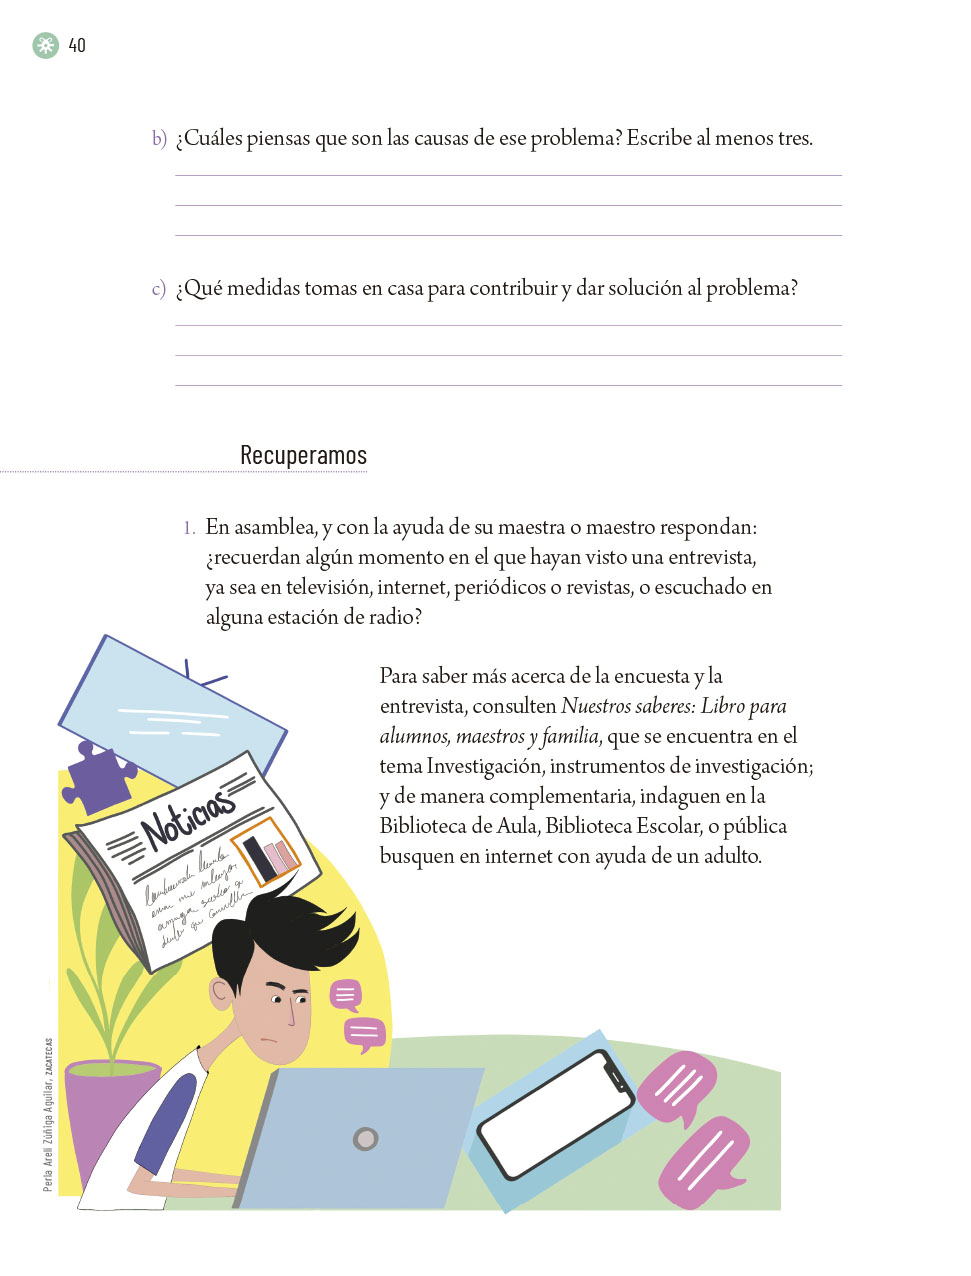 40
b) ¿Cuáles piensas que son las causas de ese problema? Escribe al menos tres.
c) ¿Qué medidas tomas en casa para contribuir y dar solución al problema?
Recuperamos
1. En asamblea, y con la ayuda de su maestra o maestro respondan:
¿recuerdan algún momento en el que hayan visto una entrevista,
ya sea en televisión, internet, periódicos o revistas, o escuchado en
alguna estación de radio?
Para saber más acerca de la encuesta y la
entrevista, consulten Nuestros saberes: Libro para
alumnos, maestros y familia, que se encuentra en el
tema Investigación, instrumentos de investigación;
y de manera complementaria, indaguen en la
Biblioteca de Aula, Biblioteca Escolar, o pública
busquen en internet con ayuda de un adulto.
Noticias
Perla Areli Zúñiga Aguilar, ZACATECAS